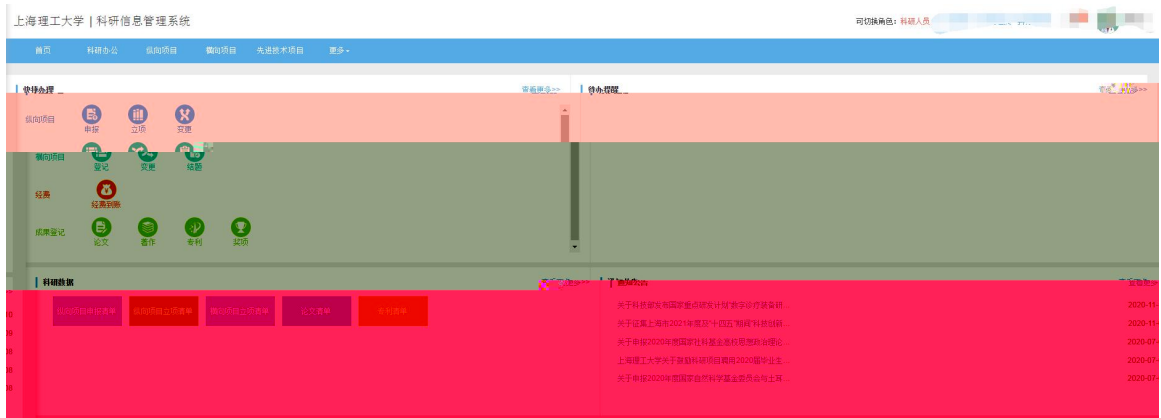 上海理工大学 | 科研信息管理系统
可切换角色：科研人员
首页 科研办公 纵向项目 横向项目 先进技术项目 更多
快捷办理
查看更多>>
待办提醒
纵向项目
申报 立项 变更
横向项目
登记 变更 结题
经费
经费到账
成果登记
论文 著作 专利 奖项
科研数据
纵向项目申报清单 纵向项目立项清单 横向项目立项清单 论文清单 专利清单
关于科技部发布国家重点研发计划“数字诊疗装备研...
2020-11-
关于征集上海市2021年度及“十四五”期间“科技创新...
2020-11-
关于申报2020年度国家社科基金高校思想政治理论...
2020-07-
上海理工大学关于鼓励科研项目聘用2020届毕业生...
2020-07-
关于申报2020年度国家自然科学基金委员会与土耳...
2020-07-